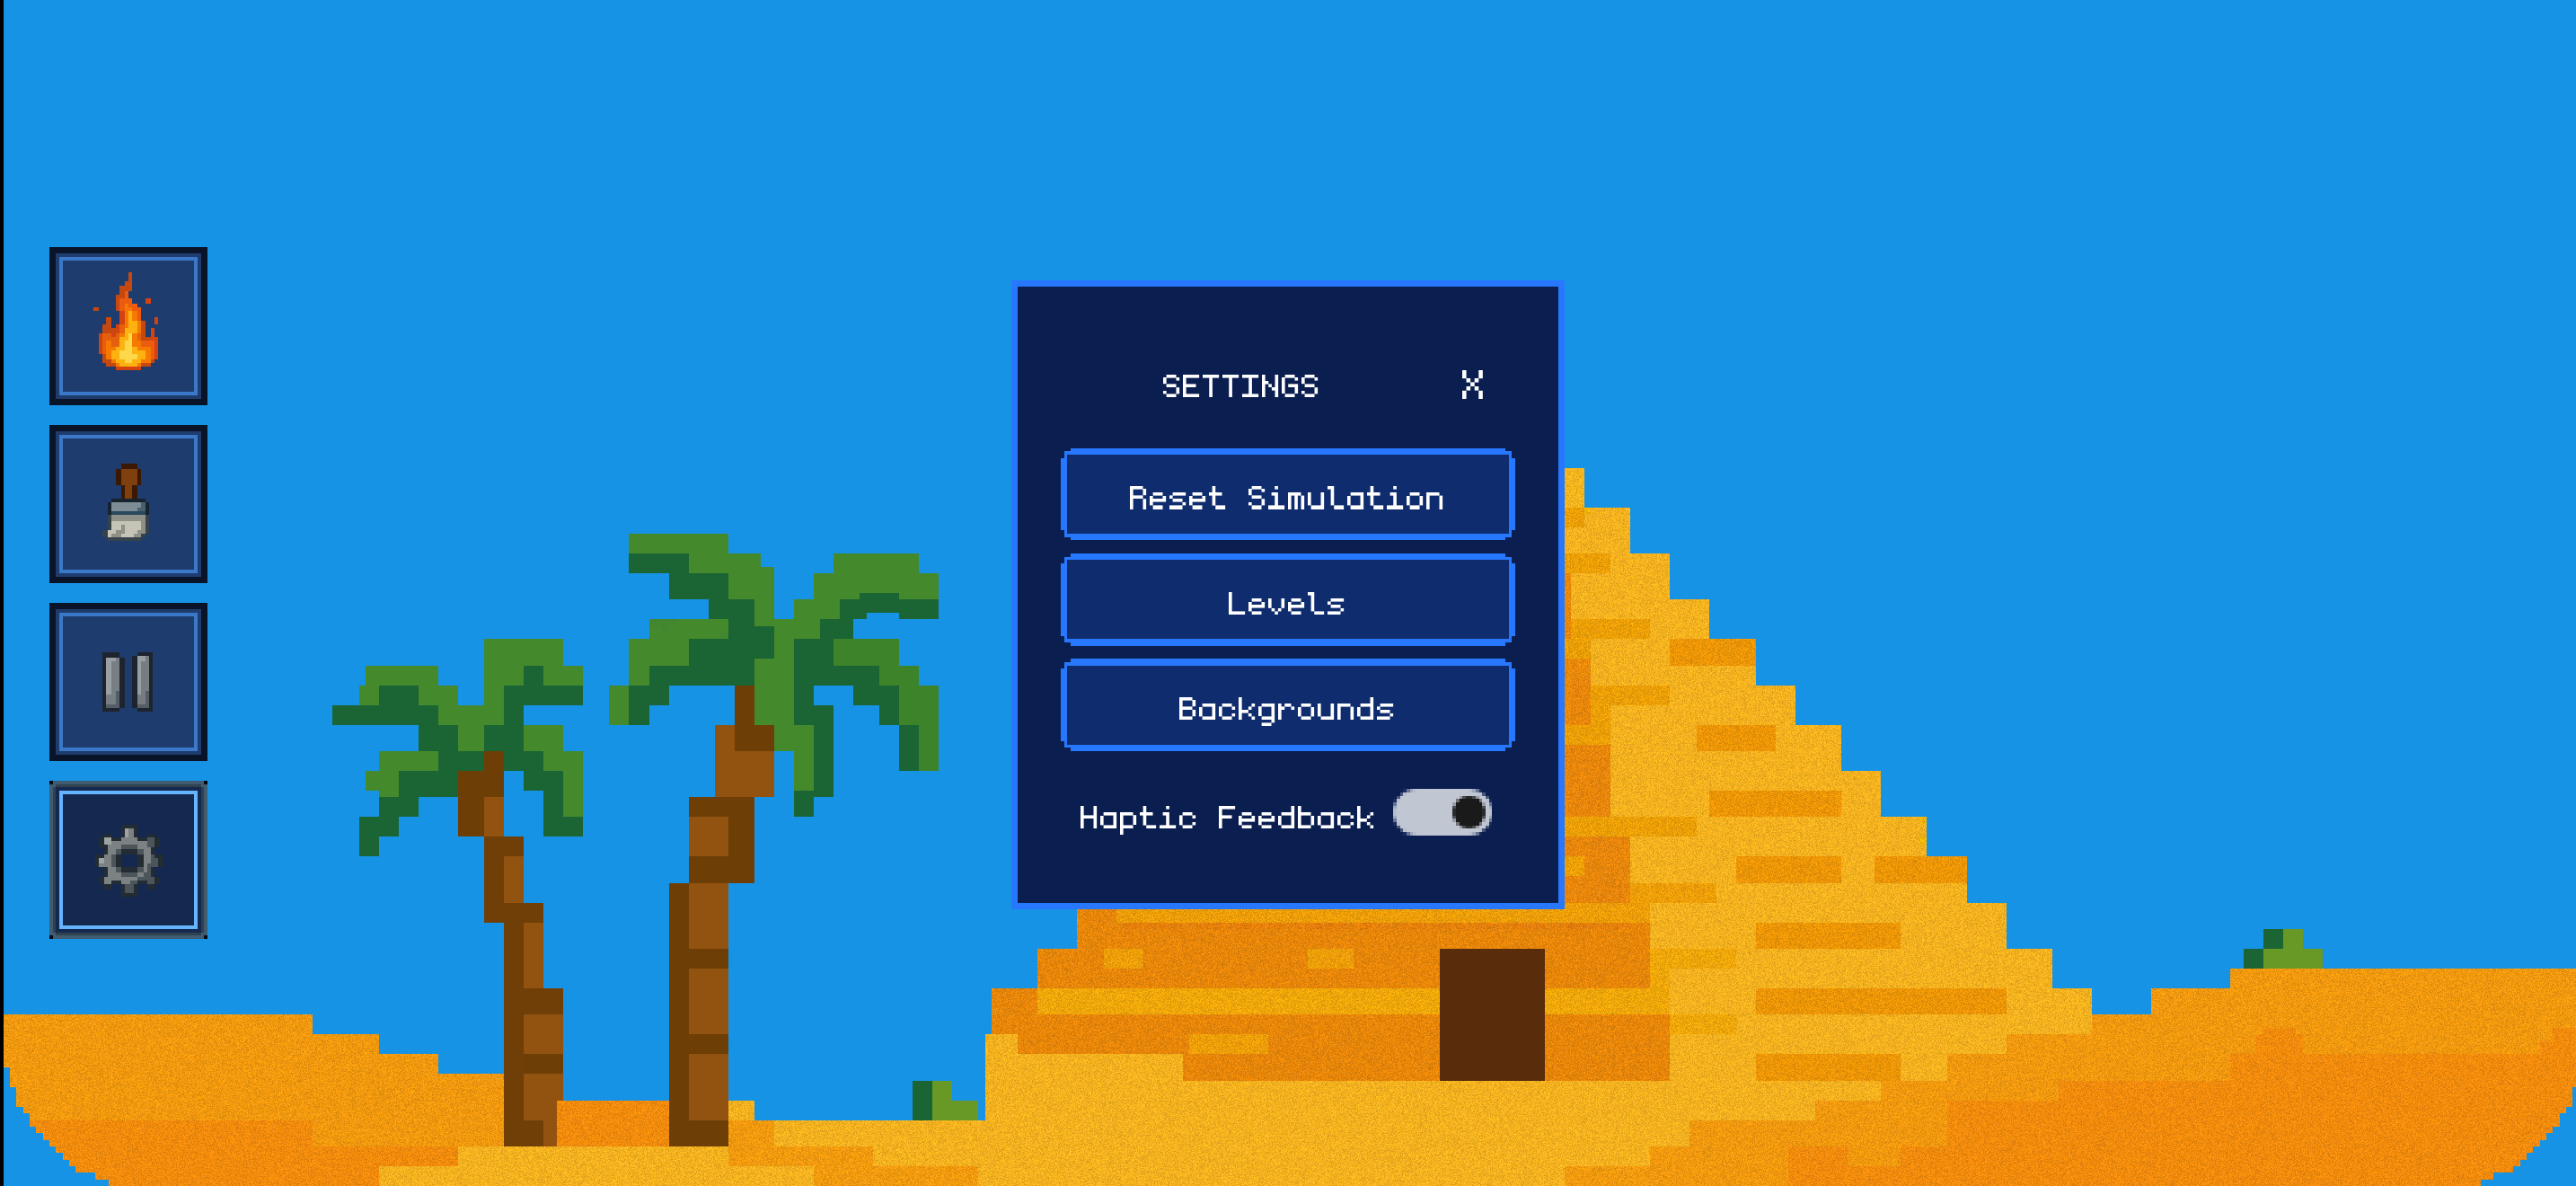 SETTINGS X
Reset Simulation
Levels
Backgrounds
Haptic Feedback